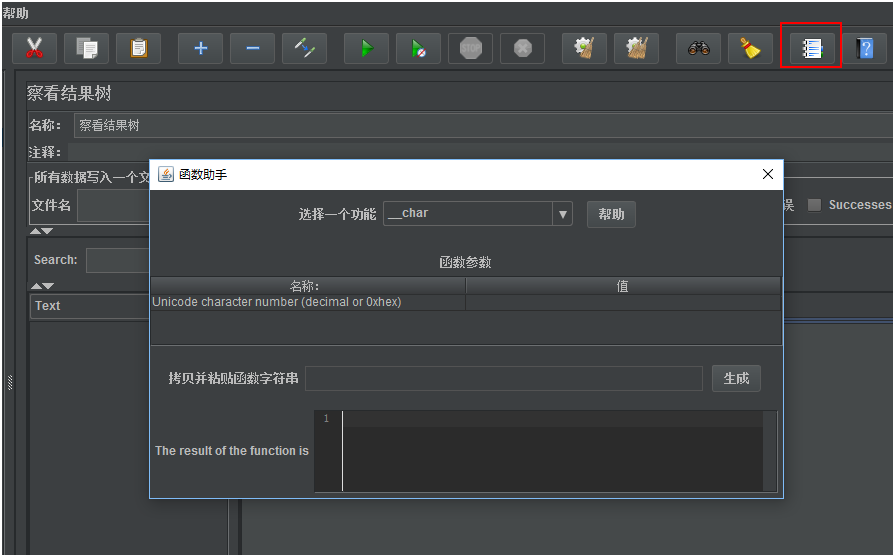 帮助
STOP
察看结果树
名称： 察看结果树
注释：
所有数据写入一个文
函数助手
文件名
选择一个功能 __char 帮助
误 Successes
函数参数
Search:
名称： 值
Text
Unicode character number (decimal or 0xhex)
拷贝并粘贴函数字符串 生成
1
The result of the function is